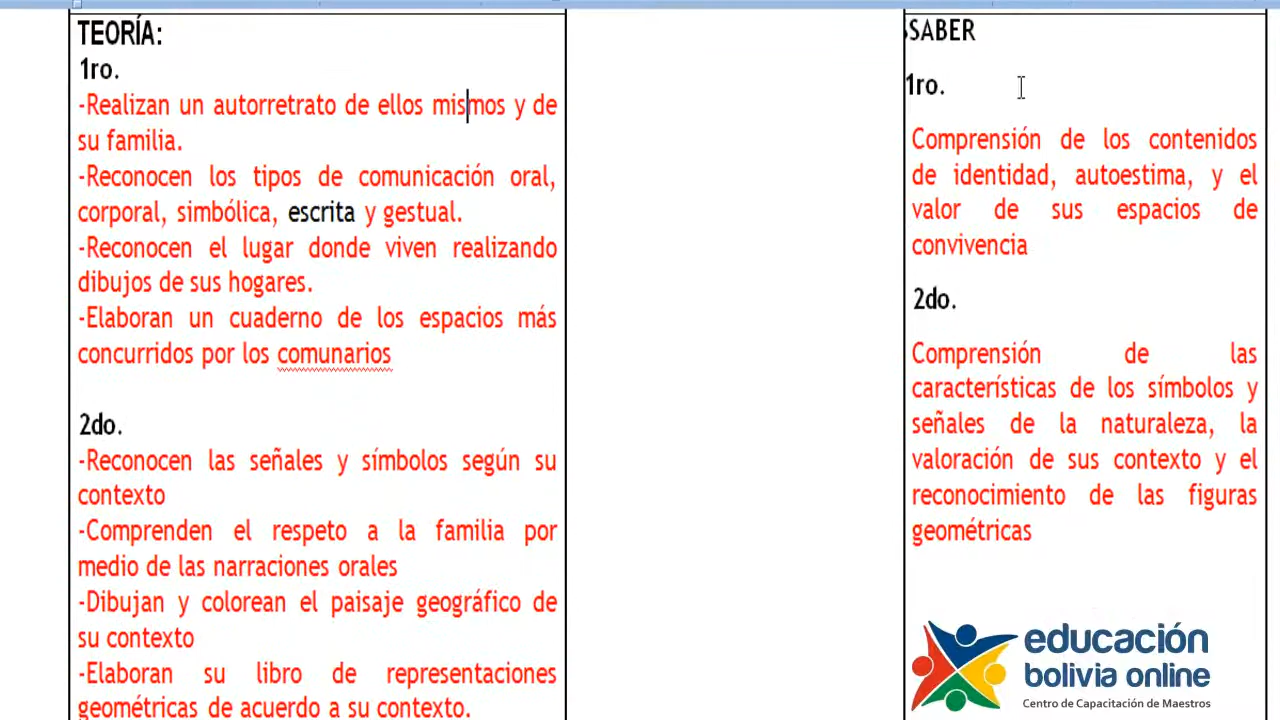 TEORÍA:
1ro.
-Realizan un autorretrato de ellos mismos y de
su familia.
-Reconocen los tipos de comunicación oral,
corporal, simbólica, escrita y gestual.
-Reconocen el lugar donde viven realizando
dibujos de sus hogares.
-Elaboran un cuaderno de los espacios más
concurridos por los comunarios
2do.
-Reconocen las señales y símbolos según su
contexto
-Comprenden el respeto a la familia por
medio de las narraciones orales
-Dibujan y colorean el paisaje geográfico de
su contexto
-Elaboran su libro de representaciones
geométricas de acuerdo a su contexto.
SABER
1ro.
Comprensión de los contenidos
de identidad, autoestima, y el
valor de sus espacios de
convivencia
2do.
Comprensión de las
características de los símbolos y
señales de la naturaleza, la
valoración de sus contexto y el
reconocimiento de las figuras
geométricas
educación
bolivia online
Centro de Capacitación de Maestros